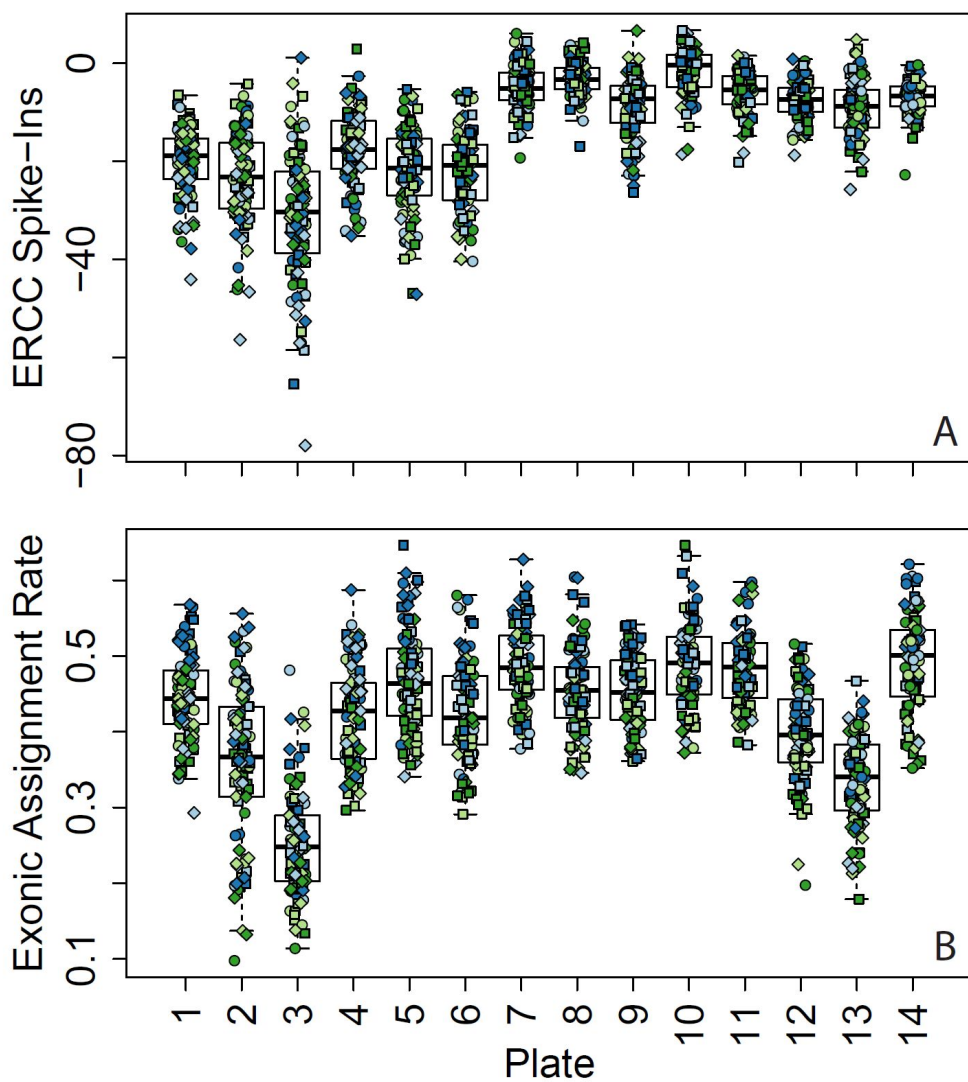 ERCC Spike−Ins
0
−40
−80
A
Exonic Assignment Rate
0.5
0.3
0.1
B
1 2 3 4 5 6 7 8 9 10 11 12 13 14
Plate